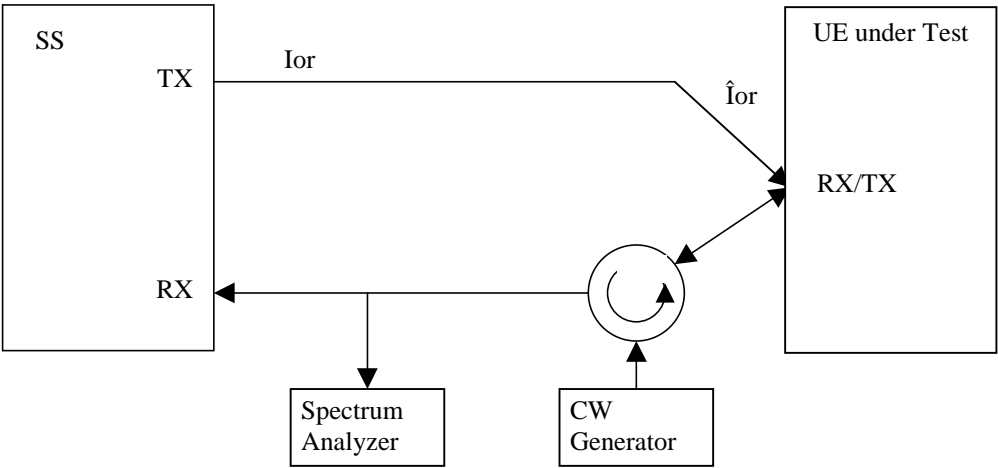 SS
UE under Test
TX
Ior
Îor
RX/TX
RX
Spectrum
Analyzer
CW
Generator